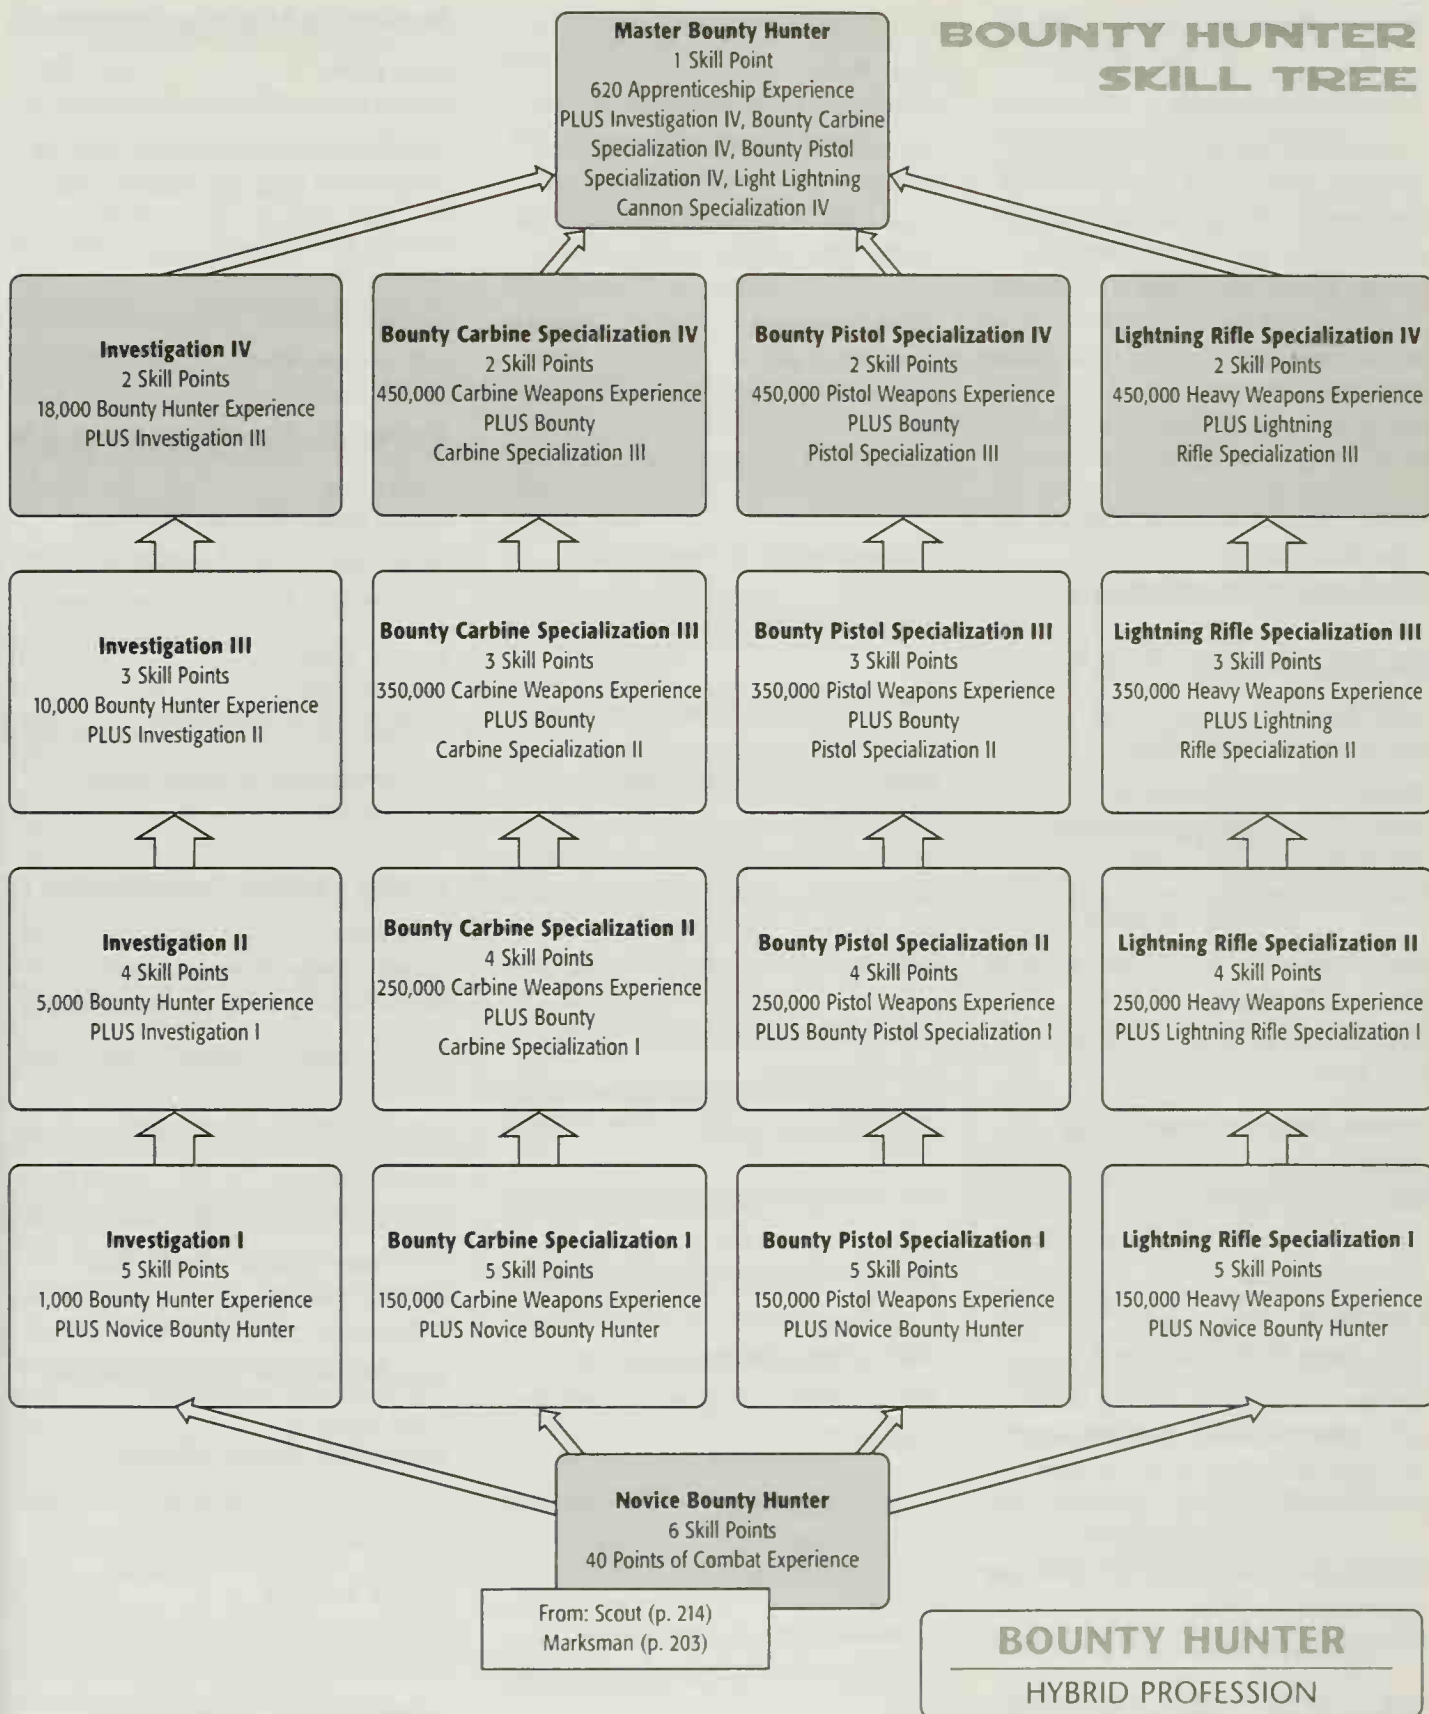 BOUNTY HUNTER
SKILL TREE
Master Bounty Hunter
1 Skill Point
620 Apprenticeship Experience
PLUS Investigation IV, Bounty Carbine
Specialization IV, Bounty Pistol
Specialization IV, Light Lightning
Cannon Specialization IV
Investigation IV
2 Skill Points
18,000 Bounty Hunter Experience
PLUS Investigation III
Bounty Carbine Specialization IV
2 Skill Points
450,000 Carbine Weapons Experience
PLUS Bounty
Carbine Specialization III
Bounty Pistol Specialization IV
2 Skill Points
450,000 Pistol Weapons Experience
PLUS Bounty
Pistol Specialization III
Lightning Rifle Specialization IV
2 Skill Points
450,000 Heavy Weapons Experience
PLUS Lightning
Rifle Specialization III
Investigation III
3 Skill Points
10,000 Bounty Hunter Experience
PLUS Investigation II
Bounty Carbine Specialization III
3 Skill Points
350,000 Carbine Weapons Experience
PLUS Bounty
Carbine Specialization II
Bounty Pistol Specialization III
3 Skill Points
350,000 Pistol Weapons Experience
PLUS Bounty
Pistol Specialization II
Lightning Rifle Specialization III
3 Skill Points
350,000 Heavy Weapons Experience
PLUS Lightning
Rifle Specialization II
Investigation II
4 Skill Points
5,000 Bounty Hunter Experience
PLUS Investigation I
Bounty Carbine Specialization II
4 Skill Points
250,000 Carbine Weapons Experience
PLUS Bounty
Carbine Specialization I
Bounty Pistol Specialization II
4 Skill Points
250,000 Pistol Weapons Experience
PLUS Bounty Pistol Specialization I
Lightning Rifle Specialization II
4 Skill Points
250,000 Heavy Weapons Experience
PLUS Lightning Rifle Specialization I
Investigation I
5 Skill Points
1,000 Bounty Hunter Experience
PLUS Novice Bounty Hunter
Bounty Carbine Specialization I
5 Skill Points
150,000 Carbine Weapons Experience
PLUS Novice Bounty Hunter
Bounty Pistol Specialization I
5 Skill Points
150,000 Pistol Weapons Experience
PLUS Novice Bounty Hunter
Lightning Rifle Specialization I
5 Skill Points
150,000 Heavy Weapons Experience
PLUS Novice Bounty Hunter
Novice Bounty Hunter
6 Skill Points
40 Points of Combat Experience
From: Scout (p. 214)
Marksman (p. 203)
BOUNTY HUNTER
HYBRID PROFESSION